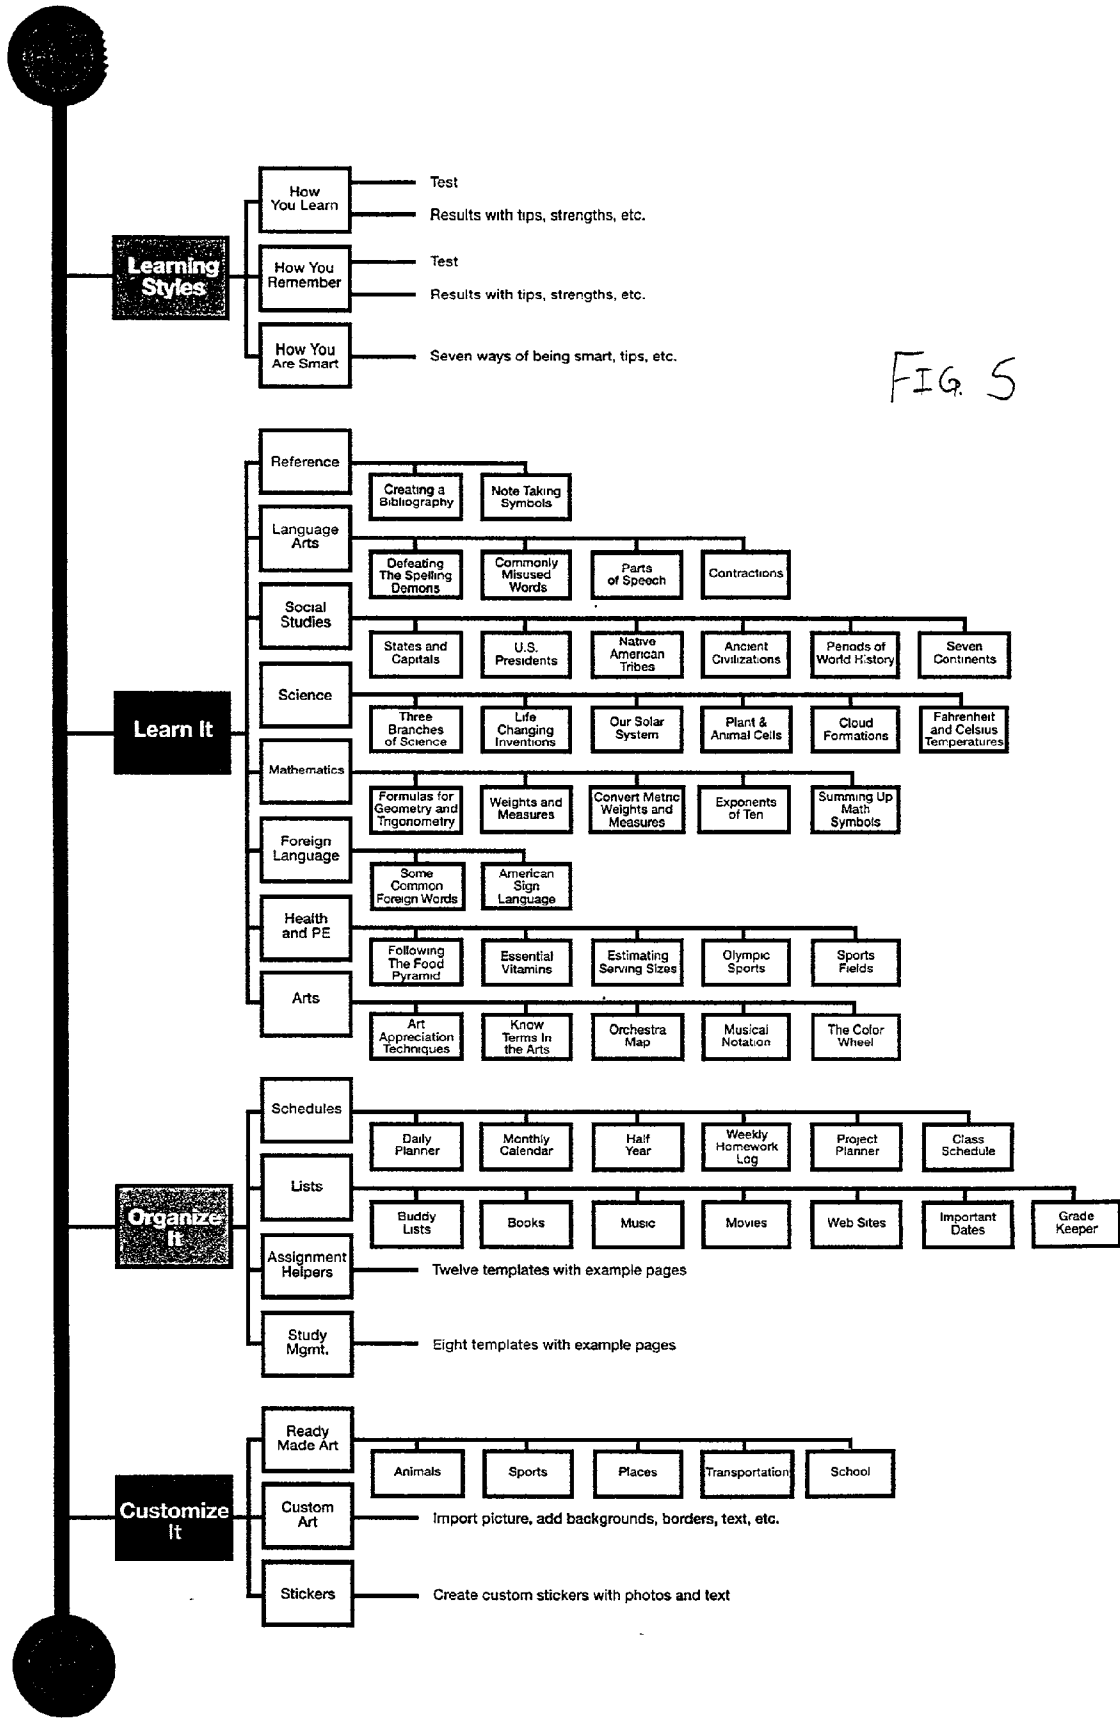 How
You Learn
Test
Results with tips, strengths, etc.
Learning
Styles
How You
Remember
Test
Results with tips, strengths, etc.
How You
Are Smart
Seven ways of being smart, tips, etc.
FIG. 5
Learn It
Reference
Creating a
Bibliography
Note Taking
Symbols
Language
Arts
Defeating
The Spelling
Demons
Commonly
Misused
Words
Parts
of Speech
Contractions
Social
Studies
States and
Capitals
U.S.
Presidents
Native
American
Tribes
Ancient
Civilizations
Periods of
World History
Seven
Continents
Science
Three
Branches
of Science
Life
Changing
Inventions
Our Solar
System
Plant &
Animal Cells
Cloud
Formations
Fahrenheit
and Celsius
Temperatures
Mathematics
Formulas for
Geometry and
Trigonometry
Weights and
Measures
Convert Metric
Weights and
Measures
Exponents
of Ten
Summing Up
Math
Symbols
Foreign
Language
Some
Common
Foreign Words
American
Sign
Language
Health
and PE
Following
The Food
Pyramid
Essential
Vitamins
Estimating
Serving Sizes
Olympic
Sports
Sports
Fields
Arts
Art
Appreciation
Techniques
Know
Terms In
the Arts
Orchestra
Map
Musical
Notation
The Color
Wheel
Organize
It
Schedules
Daily
Planner
Monthly
Calendar
Half
Year
Weekly
Homework
Log
Project
Planner
Class
Schedule
Lists
Buddy
Lists
Books
Music
Movies
Web Sites
Important
Dates
Grade
Keeper
Assignment
Helpers
Twelve templates with example pages
Study
Mgmt.
Eight templates with example pages
Customize
It
Ready
Made Art
Animals
Sports
Places
Transportation
School
Custom
Art
Import picture, add backgrounds, borders, text, etc.
Stickers
Create custom stickers with photos and text